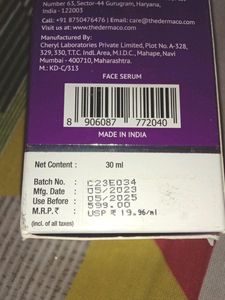 Number 63, Sector-44 Gurugram, Haryana,
India - 122003
Call: +91 8750476476 | Email: care@thedermaco.com
Visit us at www.thedermaco.com
Manufactured By:
Cheryl Laboratories Private Limited, Plot No. A-328,
329, 330, T.T.C. Indl. Area, M.I.D.C., Mahape, Navi
Mumbai - 400710, Maharashtra.
M.: KD-C/313
FACE SERUM
8 906087 772040
MADE IN INDIA
Net Content : 30 ml
Batch No. : C23E034
Mfg. Date : 05/2023
Use Before : 05/2025
M.R.P. ₹ : 599.00
(incl. of all taxes) USP ₹ 19.96/ml